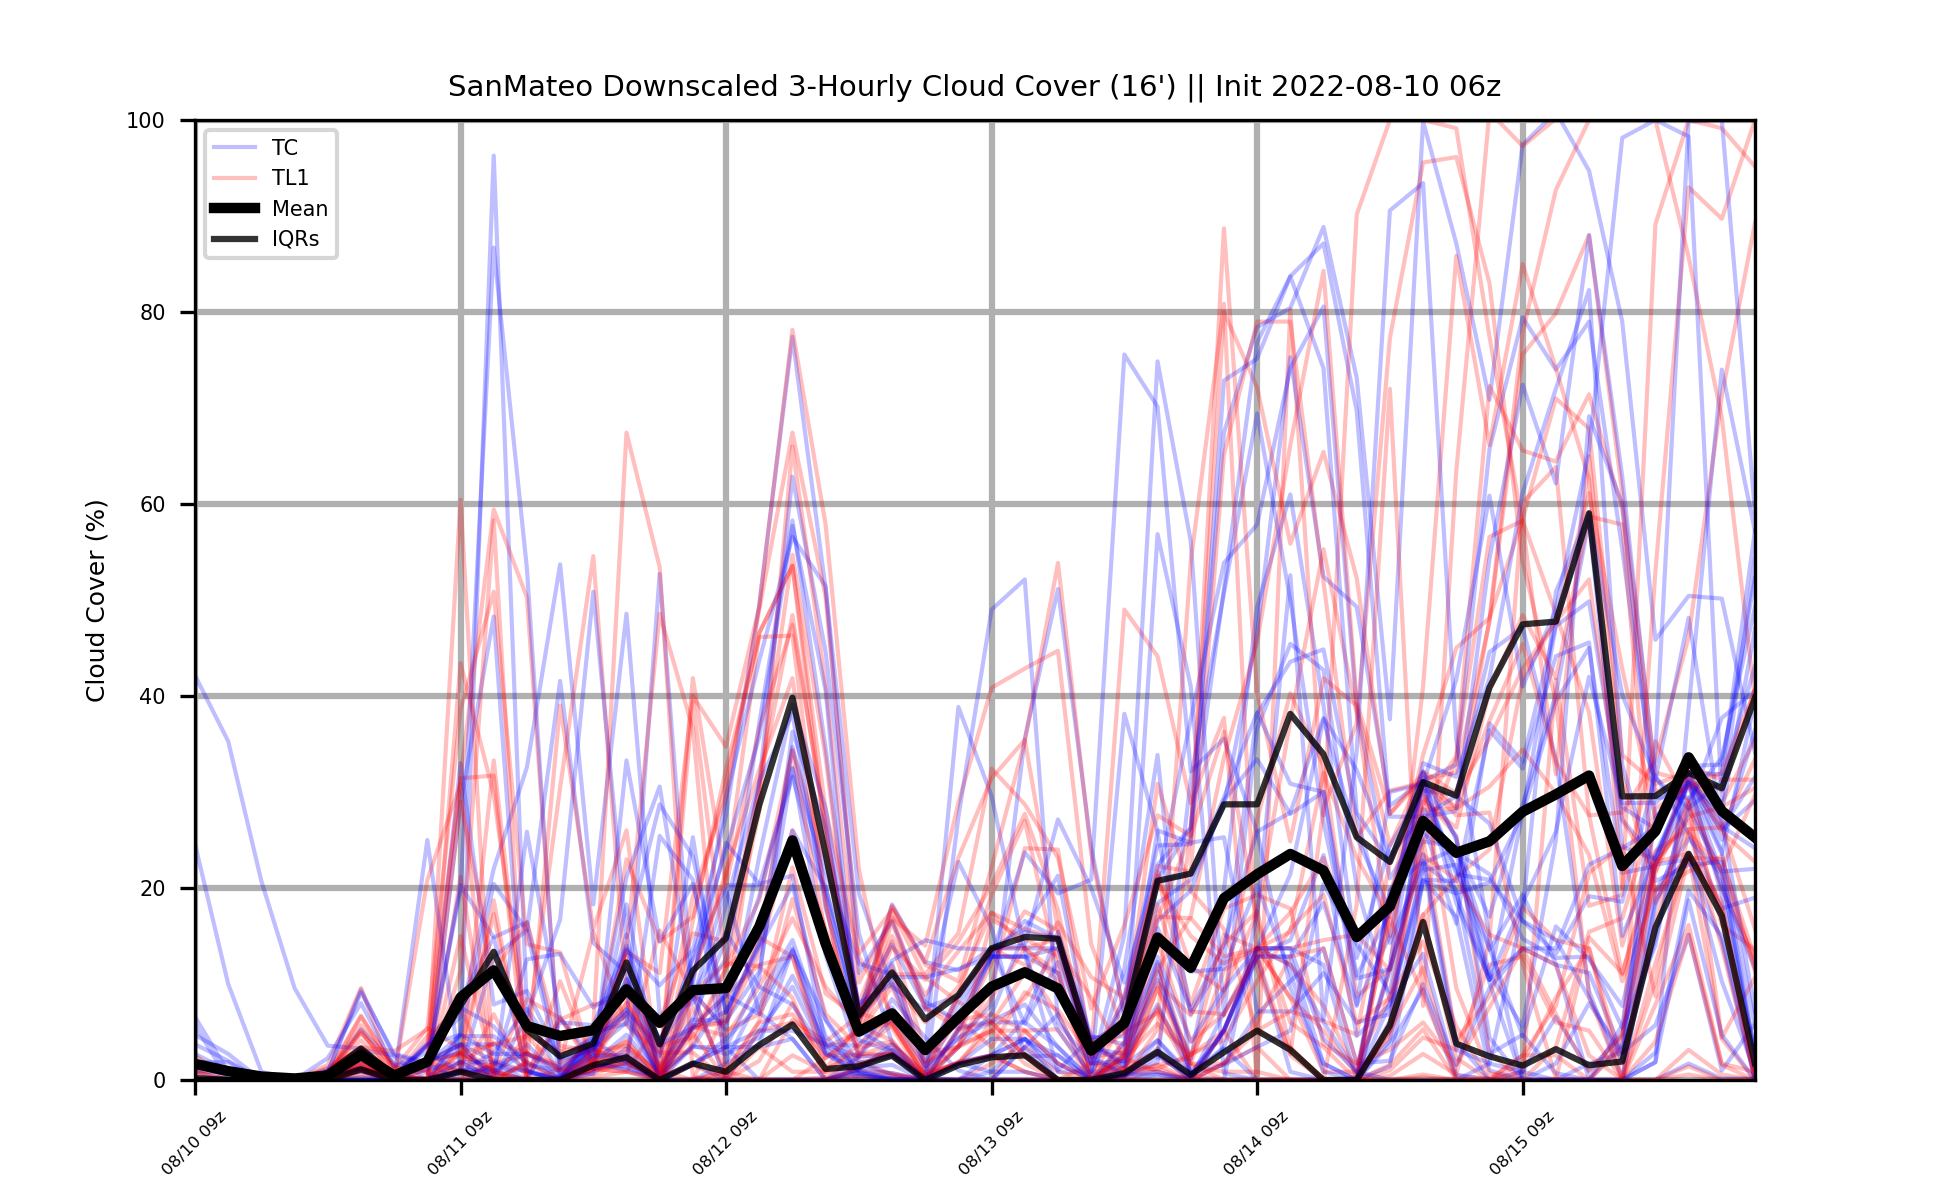 SanMateo Downscaled 3-Hourly Cloud Cover (16') || Init 2022-08-10 06z
100
80
60
40
20
0
Cloud Cover (%)
TC
TL1
Mean
IQRs
08/10 09z
08/11 09z
08/12 09z
08/13 09z
08/14 09z
08/15 09z